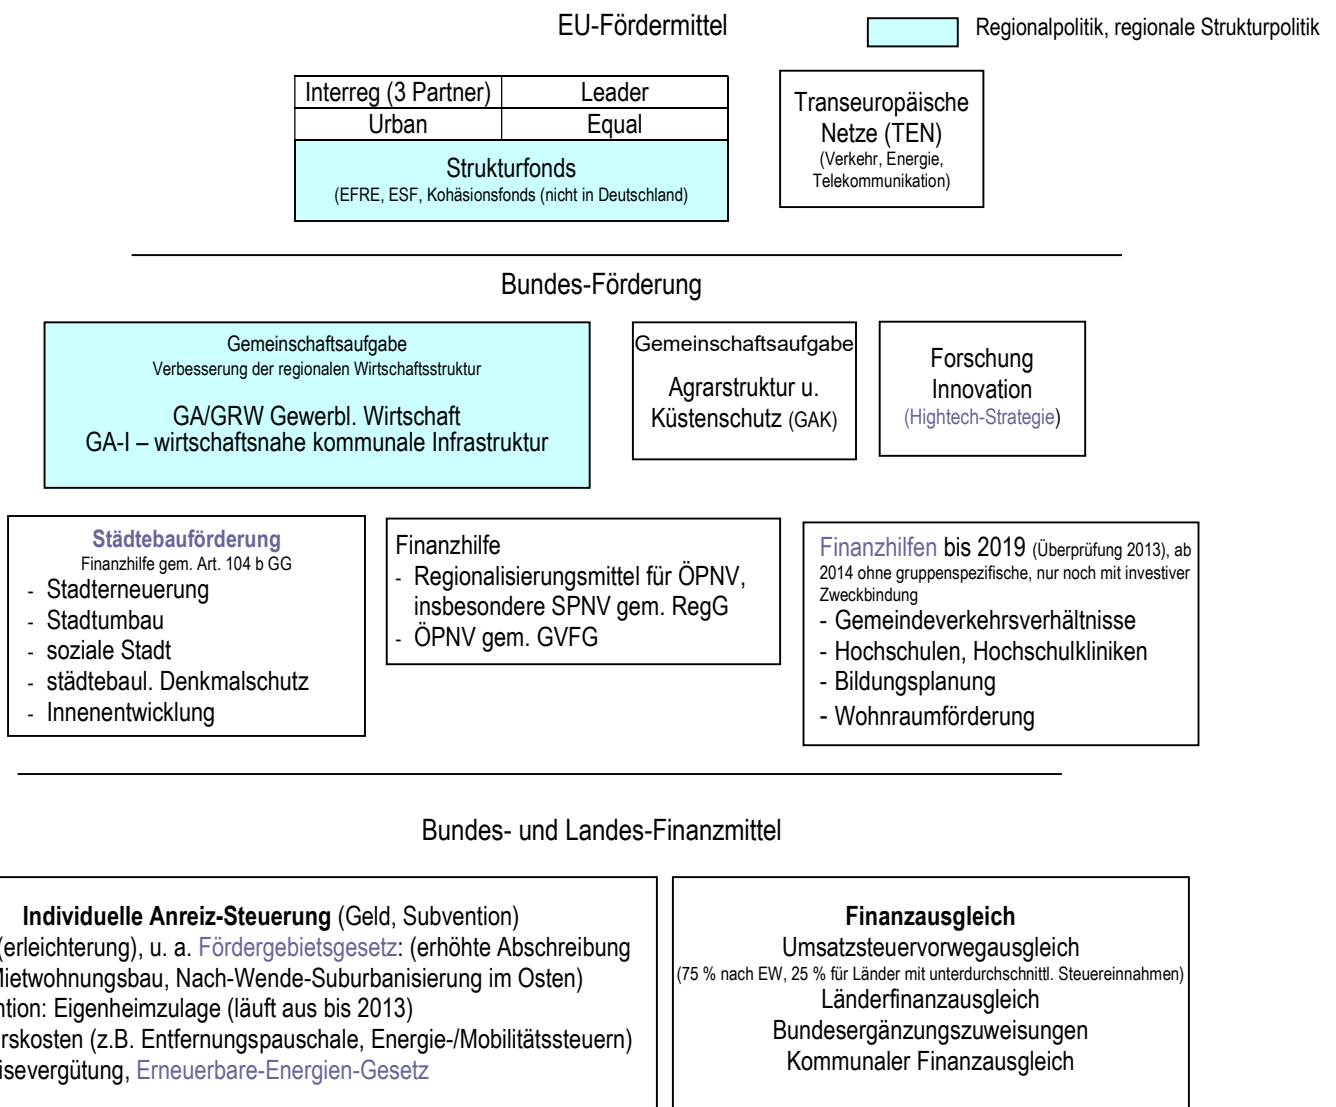 EU-Fördermittel
Regionalpolitik, regionale Strukturpolitik
Interreg (3 Partner)
Leader
Urban
Equal
Strukturfonds
(EFRE, ESF, Kohäsionsfonds (nicht in Deutschland)
Transeuropäische
Netze (TEN)
(Verkehr, Energie,
Telekommunikation)
Bundes-Förderung
Gemeinschaftsaufgabe
Verbesserung der regionalen Wirtschaftsstruktur
GA/GRW Gewerbl. Wirtschaft
GA-I – wirtschaftsnahe kommunale Infrastruktur
Gemeinschaftsaufgabe
Agrarstruktur u.
Küstenschutz (GAK)
Forschung
Innovation
(Hightech-Strategie)
Städtebauförderung
Finanzhilfe gem. Art. 104 b GG
- Stadterneuerung
- Stadtumbau
- soziale Stadt
- städtebaul. Denkmalschutz
- Innenentwicklung
Finanzhilfe
- Regionalisierungsmittel für ÖPNV,
insbesondere SPNV gem. RegG
- ÖPNV gem. GVFG
Finanzhilfen bis 2019 (Überprüfung 2013), ab
2014 ohne gruppenspezifische, nur noch mit investiver
Zweckbindung
- Gemeindeverkehrsverhältnisse
- Hochschulen, Hochschulkliniken
- Bildungsplanung
- Wohnraumförderung
Bundes- und Landes-Finanzmittel
Individuelle Anreiz-Steuerung (Geld, Subvention)
(erleichterung), u. a. Fördergebietsgesetz: (erhöhte Abschreibung
Mietwohnungsbau, Nach-Wende-Suburbanisierung im Osten)
ntion: Eigenheimzulage (läuft aus bis 2013)
rskosten (z.B. Entfernungspauschale, Energie-/Mobilitätssteuern)
isevergütung, Erneuerbare-Energien-Gesetz
Finanzausgleich
Umsatzsteuervorwegausgleich
(75 % nach EW, 25 % für Länder mit unterdurchschnittl. Steuereinnahmen)
Länderfinanzausgleich
Bundesergänzungszuweisungen
Kommunaler Finanzausgleich